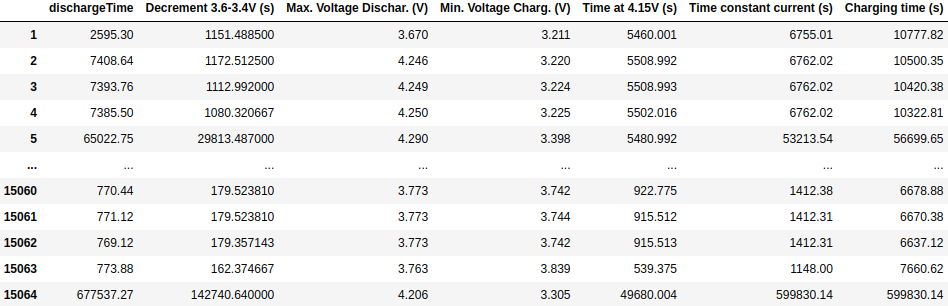 dischargeTime Decrement 3.6-3.4V (s) Max. Voltage Dischar. (V) Min. Voltage Charg. (V) Time at 4.15V (s) Time constant current (s) Charging time (s)
1 2595.30 1151.488500 3.670 3.211 5460.001 6755.01 10777.82
2 7408.64 1172.512500 4.246 3.220 5508.992 6762.02 10500.35
3 7393.76 1112.992000 4.249 3.224 5508.993 6762.02 10420.38
4 7385.50 1080.320667 4.250 3.225 5502.016 6762.02 10322.81
5 65022.75 29813.487000 4.290 3.398 5480.992 53213.54 56699.65
... ... ... ... ... ... ... ...
15060 770.44 179.523810 3.773 3.742 922.775 1412.38 6678.88
15061 771.12 179.523810 3.773 3.744 915.512 1412.31 6670.38
15062 769.12 179.357143 3.773 3.742 915.513 1412.31 6637.12
15063 773.88 162.374667 3.763 3.839 539.375 1148.00 7660.62
15064 677537.27 142740.640000 4.206 3.305 49680.004 599830.14 599830.14